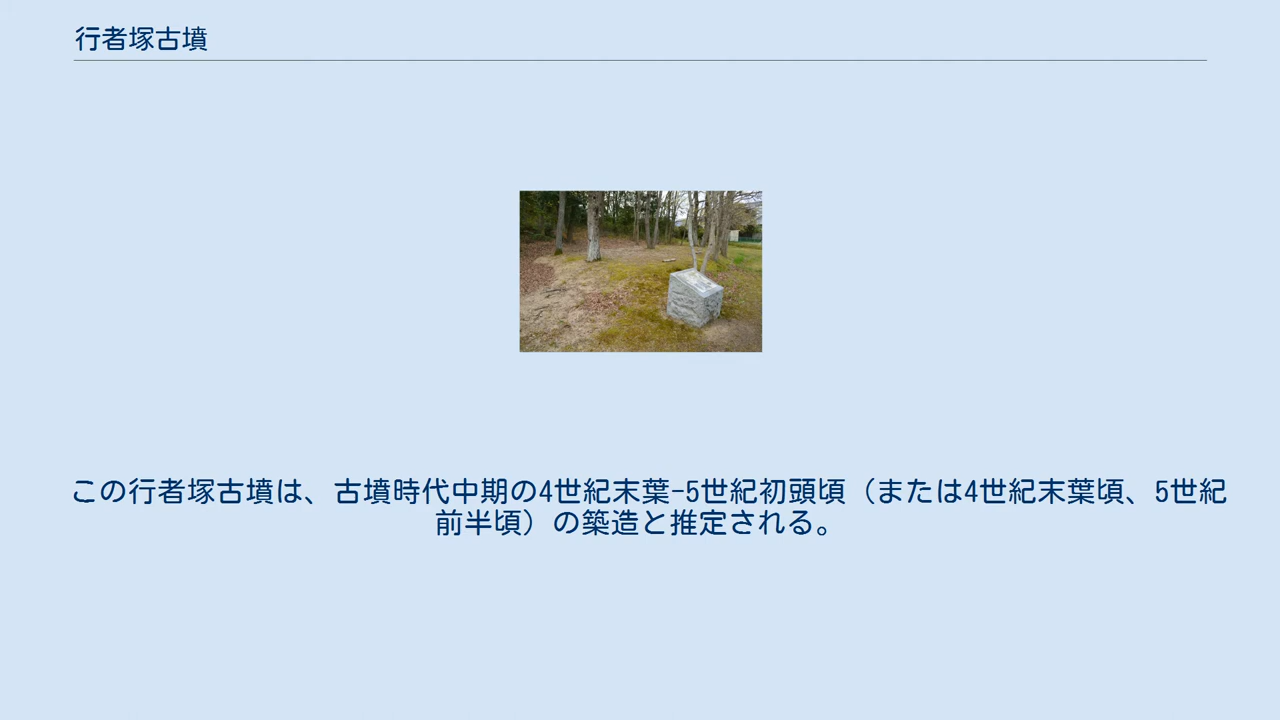 行者塚古墳
この行者塚古墳は、古墳時代中期の4世紀末葉-5世紀初頭頃（または4世紀末葉頃、5世紀
前半頃）の築造と推定される。